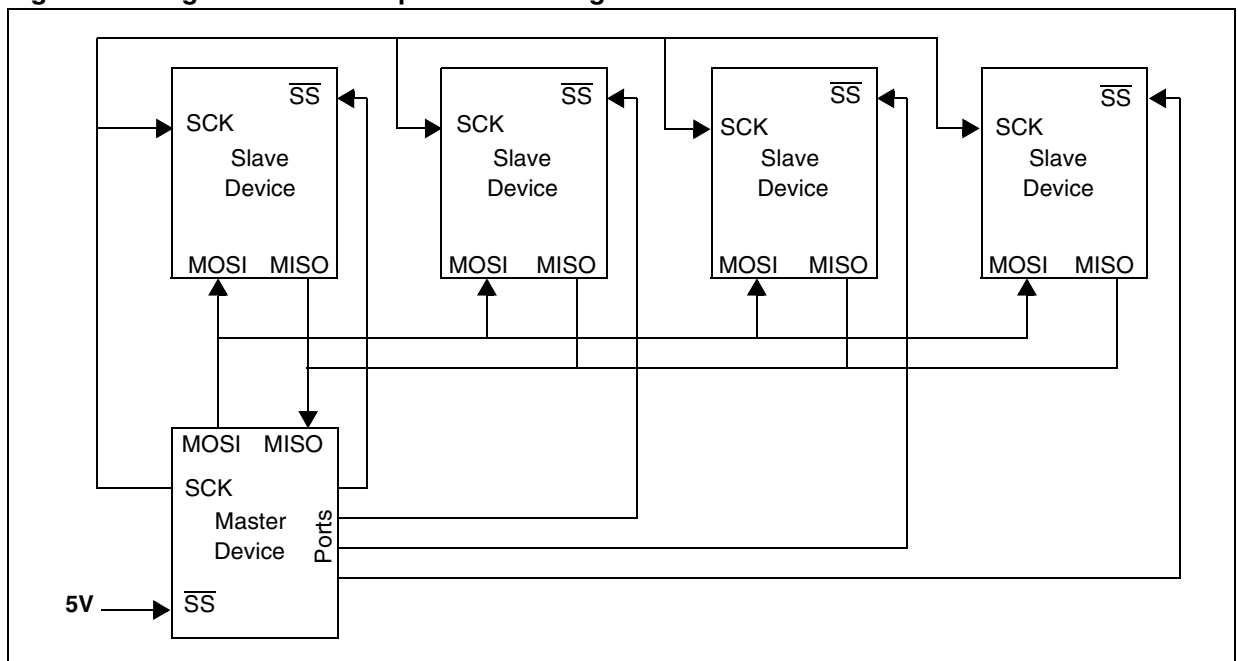 SS SS SS SS
SCK SCK SCK SCK
Slave Slave Slave Slave
Device Device Device Device
MOSI MISO MOSI MISO MOSI MISO MOSI MISO
MOSI MISO
SCK
Master
Device
Ports
5V SS